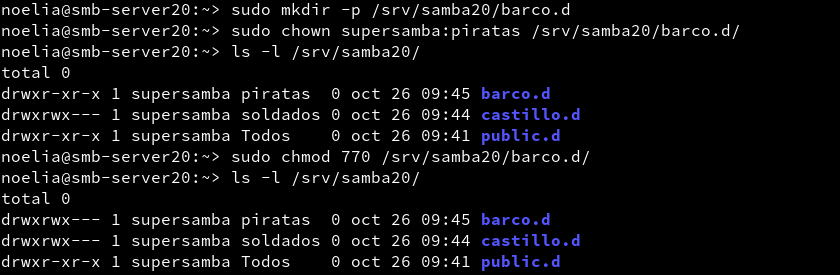 noelia@smb-server20:~> sudo mkdir -p /srv/samba20/barco.d
noelia@smb-server20:~> sudo chown supersamba:piratas /srv/samba20/barco.d/
noelia@smb-server20:~> ls -l /srv/samba20/
total 0
drwxr-xr-x 1 supersamba piratas  0 oct 26 09:45 barco.d
drwxrwx--- 1 supersamba soldados 0 oct 26 09:44 castillo.d
drwxr-xr-x 1 supersamba Todos    0 oct 26 09:41 public.d
noelia@smb-server20:~> sudo chmod 770 /srv/samba20/barco.d/
noelia@smb-server20:~> ls -l /srv/samba20/
total 0
drwxrwx--- 1 supersamba piratas  0 oct 26 09:45 barco.d
drwxrwx--- 1 supersamba soldados 0 oct 26 09:44 castillo.d
drwxr-xr-x 1 supersamba Todos    0 oct 26 09:41 public.d